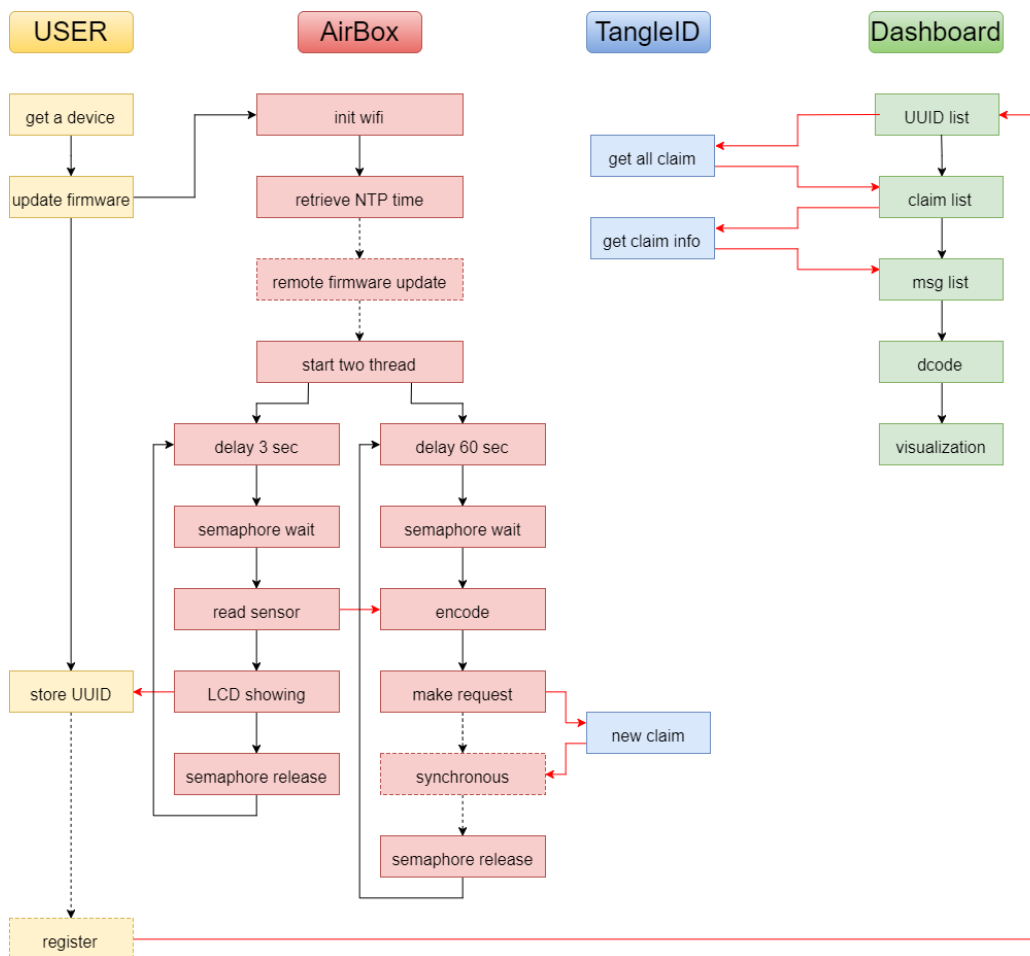 USER
AirBox
TangleID
Dashboard
get a device
update firmware
store UUID
register
init wifi
retrieve NTP time
remote firmware update
start two thread
delay 3 sec
semaphore wait
read sensor
LCD showing
semaphore release
delay 60 sec
semaphore wait
encode
make request
synchronous
semaphore release
get all claim
get claim info
new claim
UUID list
claim list
msg list
dcode
visualization